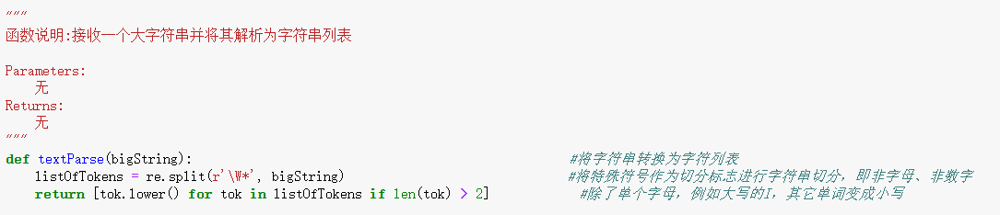 """
函数说明:接收一个大字符串并将其解析为字符串列表
Parameters:
    无
Returns:
    无
"""
def textParse(bigString):                                                   #将字符串转换为字符列表
    listOfTokens = re.split(r'\W*', bigString)                              #将特殊符号作为切分标志进行字符串切分，即非字母、非数字
    return [tok.lower() for tok in listOfTokens if len(tok) > 2]            #除了单个字母，例如大写的I，其它单词变成小写